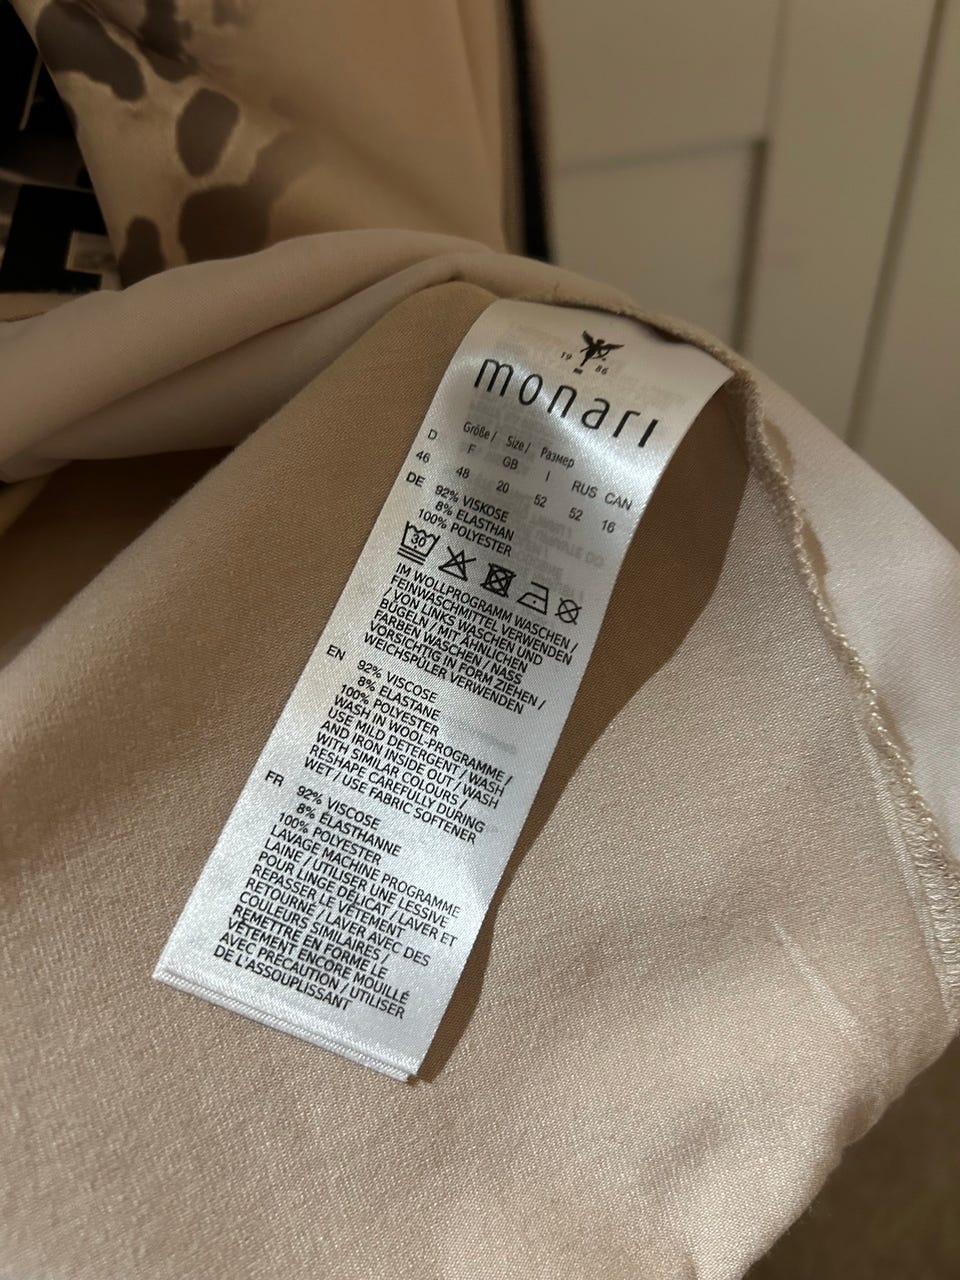 19 86
monari
Größe / Size / Размер
D F GB I RUS CAN
46 48 20 52 52 16
DE 92% VISKOSE
8% ELASTHAN
100% POLYESTER
30
IM WOLLPROGRAMM WASCHEN /
FEINWASCHMITTEL VERWENDEN
/ VON LINKS WASCHEN UND
BÜGELN / MIT ÄHNLICHEN
FARBEN WASCHEN / NASS
VORSICHTIG IN FORM ZIEHEN /
WEICHSPÜLER VERWENDEN
EN 92% VISCOSE
8% ELASTANE
100% POLYESTER
WASH IN WOOL-PROGRAMME /
USE MILD DETERGENT / WASH
AND IRON INSIDE OUT / WASH
WITH SIMILAR COLOURS /
RESHAPE CAREFULLY DURING
WET / USE FABRIC SOFTENER
FR 92% VISCOSE
8% ÉLASTHANNE
100% POLYESTER
LAVAGE MACHINE PROGRAMME
LAINE / UTILISER UNE LESSIVE
POUR LINGE DÉLICAT / LAVER ET
REPASSER LE VÊTEMENT
RETOURNÉ / LAVER AVEC DES
COULEURS SIMILAIRES /
REMETTRE EN FORME LE
VÊTEMENT ENCORE MOUILLÉ
AVEC PRÉCAUTION / UTILISER
DE L'ASSOUPLISSANT